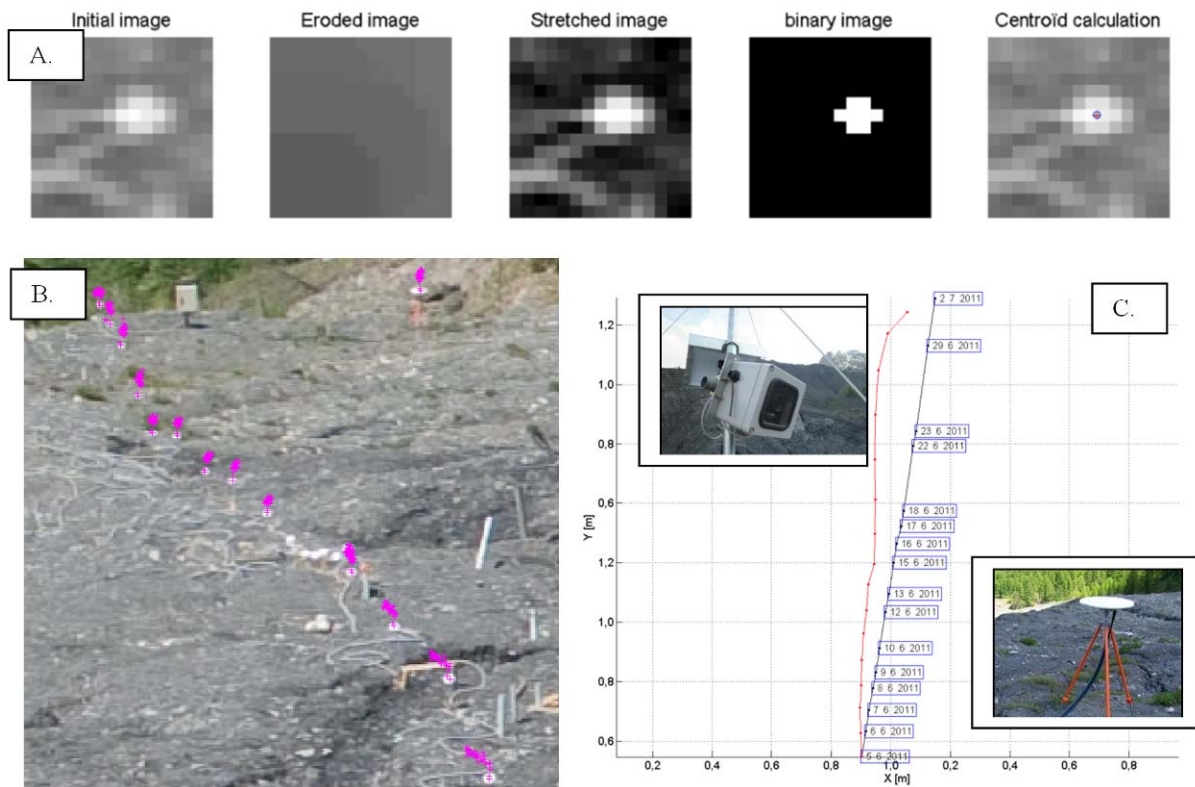 Initial image
Eroded image
Stretched image
binary image
Centroïd calculation
A.
B.
C.
1,2
1,0
0,8
0,6
1,2
1,0
0,8
0,6
Y [m]
2 7 2011
29 6 2011
23 6 2011
22 6 2011
18 6 2011
17 6 2011
16 6 2011
15 6 2011
13 6 2011
12 6 2011
10 6 2011
9 6 2011
8 6 2011
7 6 2011
6 6 2011
5 6 2011
0,2
0,4
0,6
0,8
1,0
0,2
0,4
0,6
0,8
X [m]